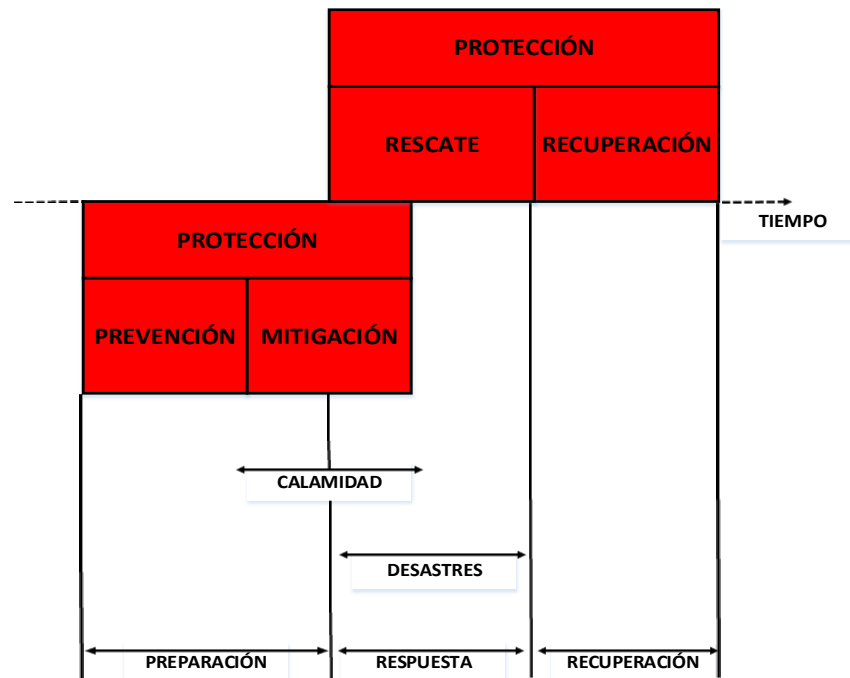 PROTECCIÓN
RESCATE
RECUPERACIÓN
TIEMPO
PROTECCIÓN
PREVENCIÓN
MITIGACIÓN
CALAMIDAD
DESASTRES
PREPARACIÓN
RESPUESTA
RECUPERACIÓN